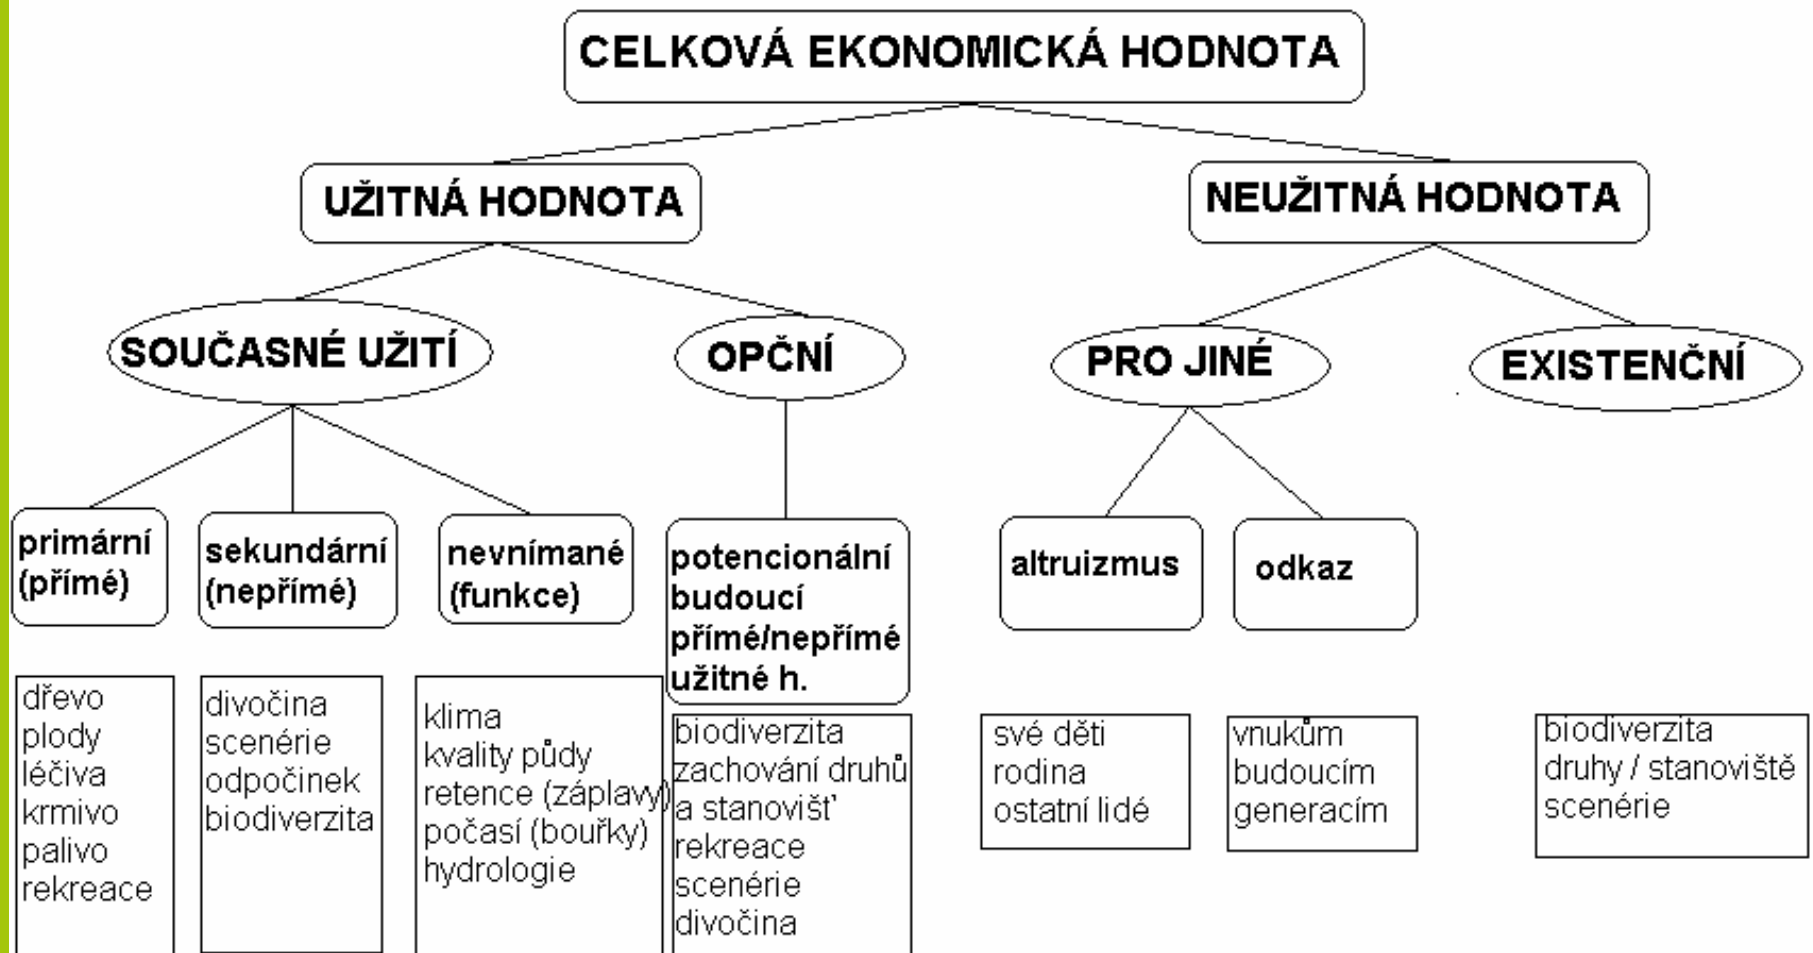 CELKOVÁ EKONOMICKÁ HODNOTA
UŽITNÁ HODNOTA
NEUŽITNÁ HODNOTA
SOUČASNÉ UŽITÍ
OPČNÍ
PRO JINÉ
EXISTENČNÍ
primární
(přímé)
sekundární
(nepřímé)
nevnímané
(funkce)
potencionální
budoucí
přímé/nepřímé
užitné h.
altruizmus
odkaz
dřevo
plody
léčiva
krmivo
palivo
rekreace
divočina
scenérie
odpočinek
biodiverzita
klima
kvality půdy
retence (záplavy)
počasí (bouřky)
hydrologie
biodiverzita
zachování druhů
a stanovišť
rekreace
scenérie
divočina
své děti
rodina
ostatní lidé
vnukům
budoucím
generacím
biodiverzita
druhy / stanoviště
scenérie